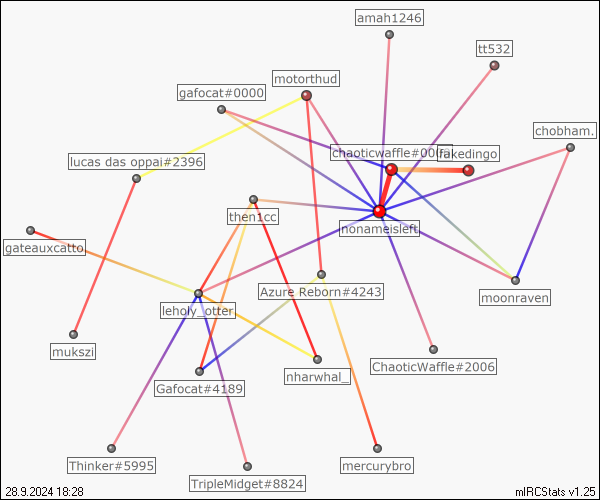 amah1246
tt532
motorthud
gafocat#0000
chobham.
chaoticwaffle#0001
fakedingo
lucas das oppai#2396
then1cc
nonameisleft
gateauxcatto
Azure Reborn#4243
moonraven
leholy_otter
mukszi
ChaoticWaffle#2006
nharwhal_
Gafocat#4189
Thinker#5995
mercurybro
TripleMidget#8824
28.9.2024 18:28
mIRCStats v1.25